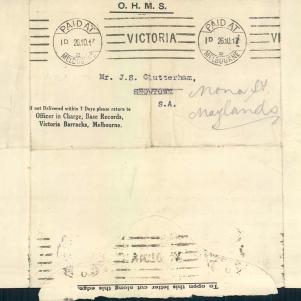 O. H. M. S.
PAID AT
1D 26.10.17
MELBOURNE
VICTORIA
PAID AT
1D 26.10.17
MELBOURNE
VI
Mr. J.S. Clutterham,
SNOWTOWN
S.A.
Mona St.
Maylands
If not Delivered within 7 Days please return to
Officer in Charge, Base Records,
Victoria Barracks, Melbourne.
To open this letter cut along this edge.